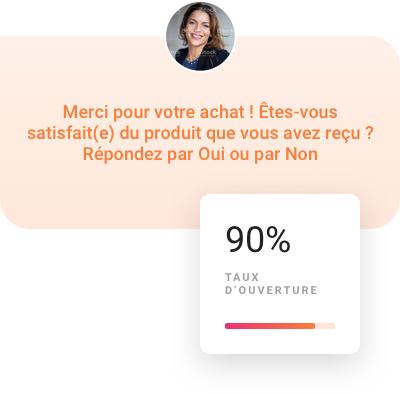 Merci pour votre achat ! Êtes-vous
satisfait(e) du produit que vous avez reçu ?
Répondez par Oui ou par Non
90%
TAUX
D'OUVERTURE